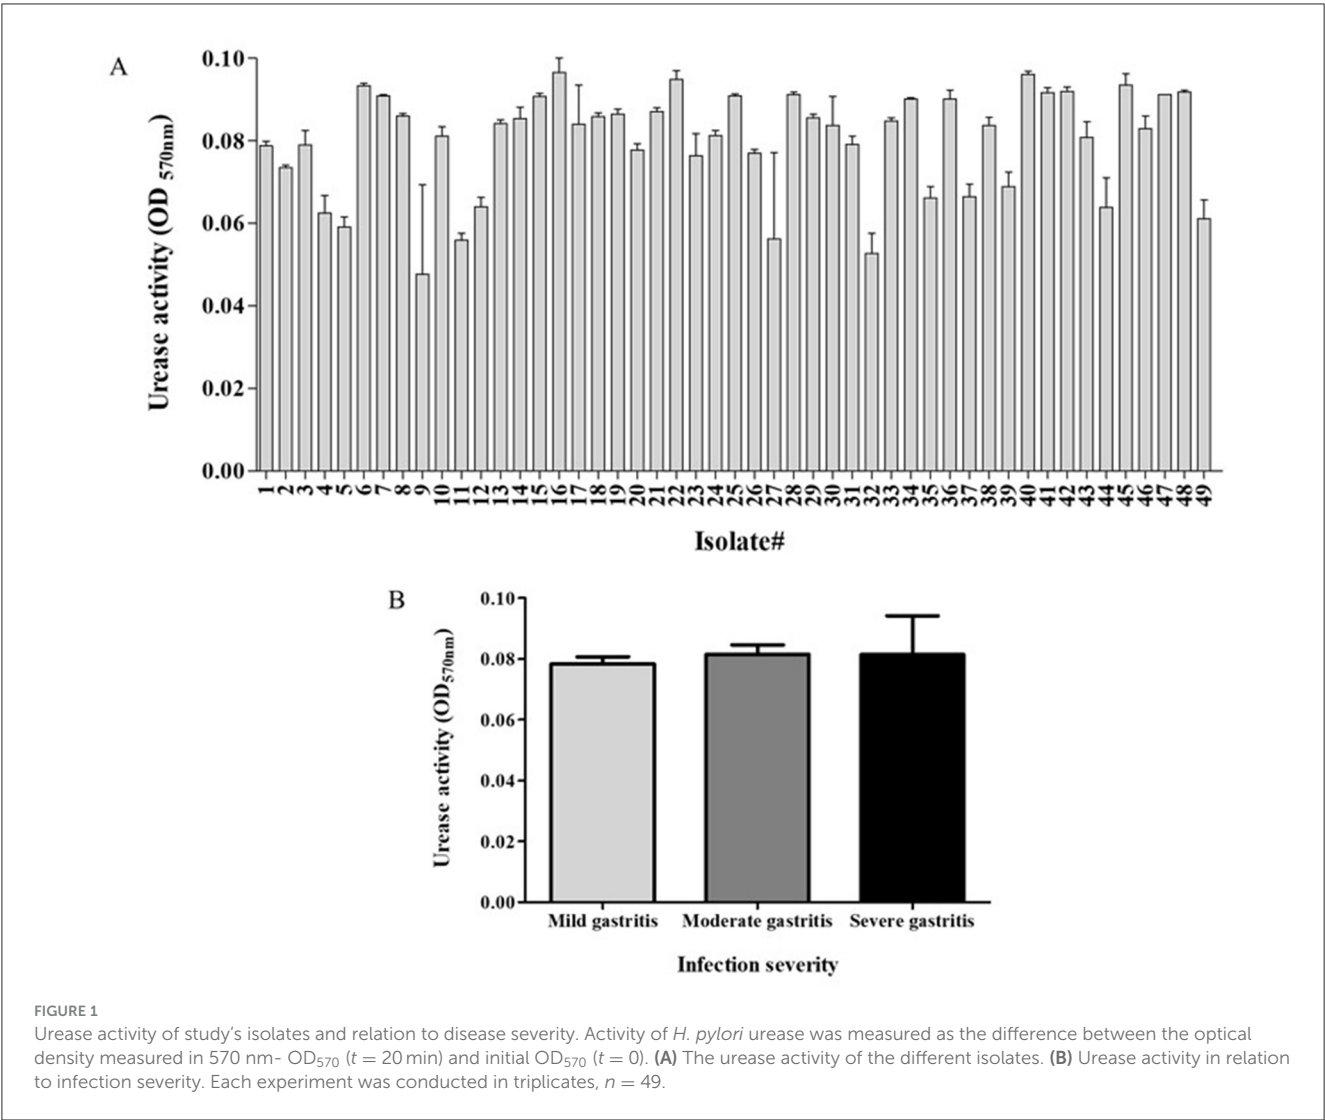 A
Urease activity (OD 570nm)
0.10
0.08
0.06
0.04
0.02
0.00
1 2 3 4 5 6 7 8 9 10 11 12 13 14 15 16 17 18 19 20 21 22 23 24 25 26 27 28 29 30 31 32 33 34 35 36 37 38 39 40 41 42 43 44 45 46 47 48 49
Isolate#
B
Urease activity (OD570nm)
0.10
0.08
0.06
0.04
0.02
0.00
Mild gastritis Moderate gastritis Severe gastritis
Infection severity
FIGURE 1
Urease activity of study's isolates and relation to disease severity. Activity of H. pylori urease was measured as the difference between the optical
density measured in 570 nm- OD570 (t = 20 min) and initial OD570 (t = 0). (A) The urease activity of the different isolates. (B) Urease activity in relation
to infection severity. Each experiment was conducted in triplicates, n = 49.